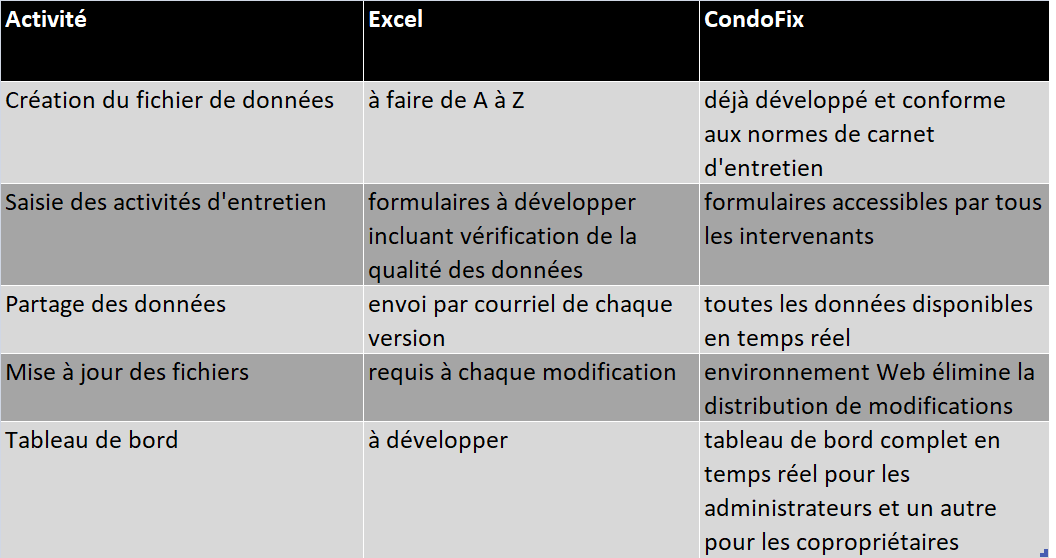 Activité
Excel
CondoFix
Création du fichier de données
à faire de A à Z
déjà développé et conforme
aux normes de carnet
d'entretien
Saisie des activités d'entretien
formulaires à développer
incluant vérification de la
qualité des données
formulaires accessibles par tous
les intervenants
Partage des données
envoi par courriel de chaque
version
toutes les données disponibles
en temps réel
Mise à jour des fichiers
requis à chaque modification
environnement Web élimine la
distribution de modifications
Tableau de bord
à développer
tableau de bord complet en
temps réel pour les
administrateurs et un autre
pour les copropriétaires